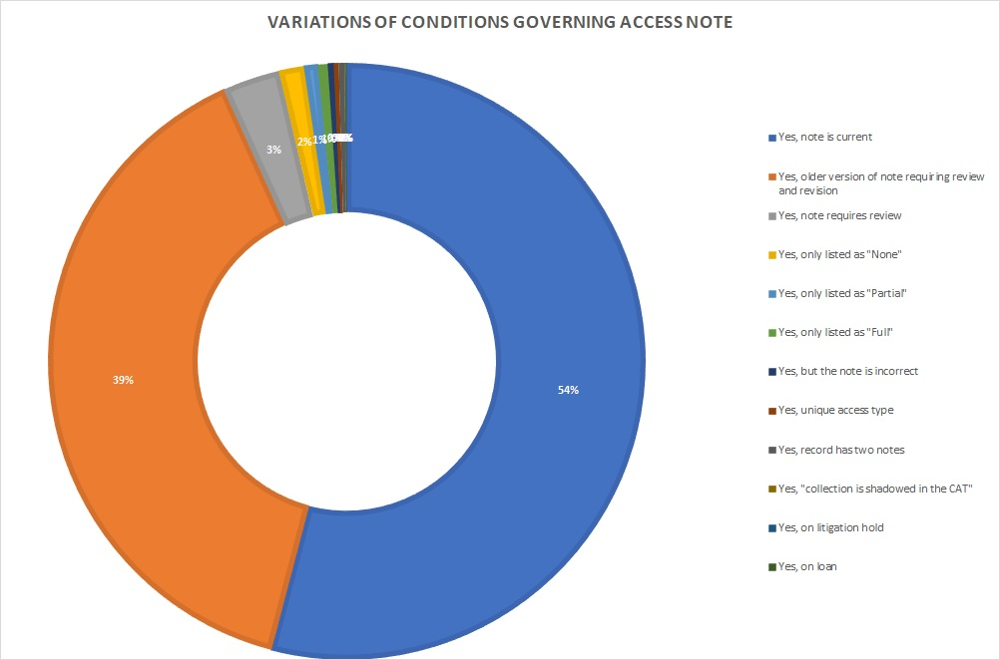 VARIATIONS OF CONDITIONS GOVERNING ACCESS NOTE
3%
2%
1%
39%
54%
Yes, note is current
Yes, older version of note requiring review
and revision
Yes, note requires review
Yes, only listed as "None"
Yes, only listed as "Partial"
Yes, only listed as "Full"
Yes, but the note is incorrect
Yes, unique access type
Yes, record has two notes
Yes, "collection is shadowed in the CAT"
Yes, on litigation hold
Yes, on loan